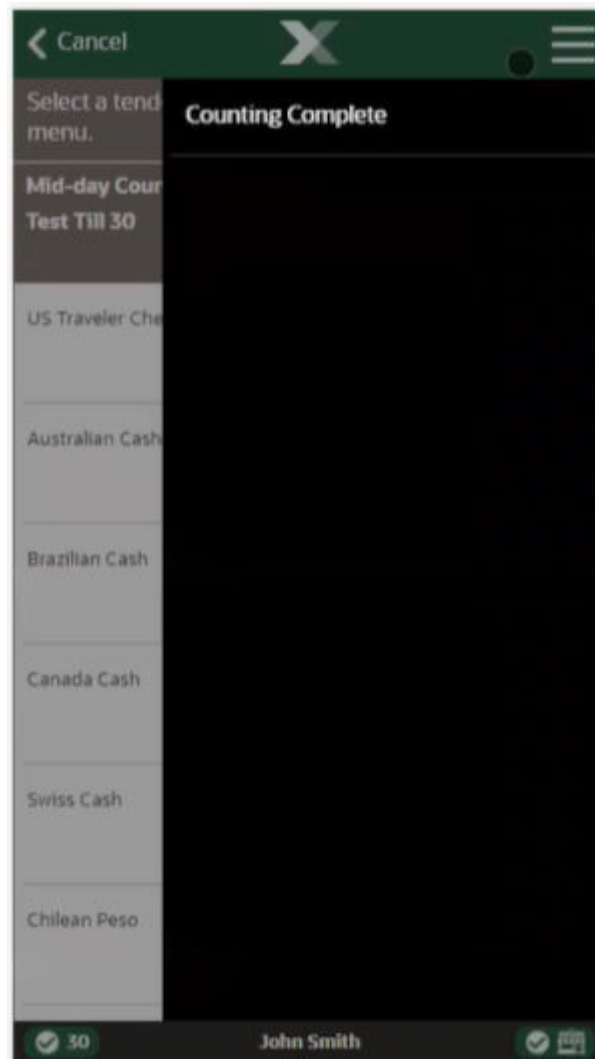 Cancel
Select a tend
menu.
Counting Complete
Mid-day Cour
Test Till 30
US Traveler Che
Australian Cash
Brazilian Cash
Canada Cash
Swiss Cash
Chilean Peso
30
John Smith